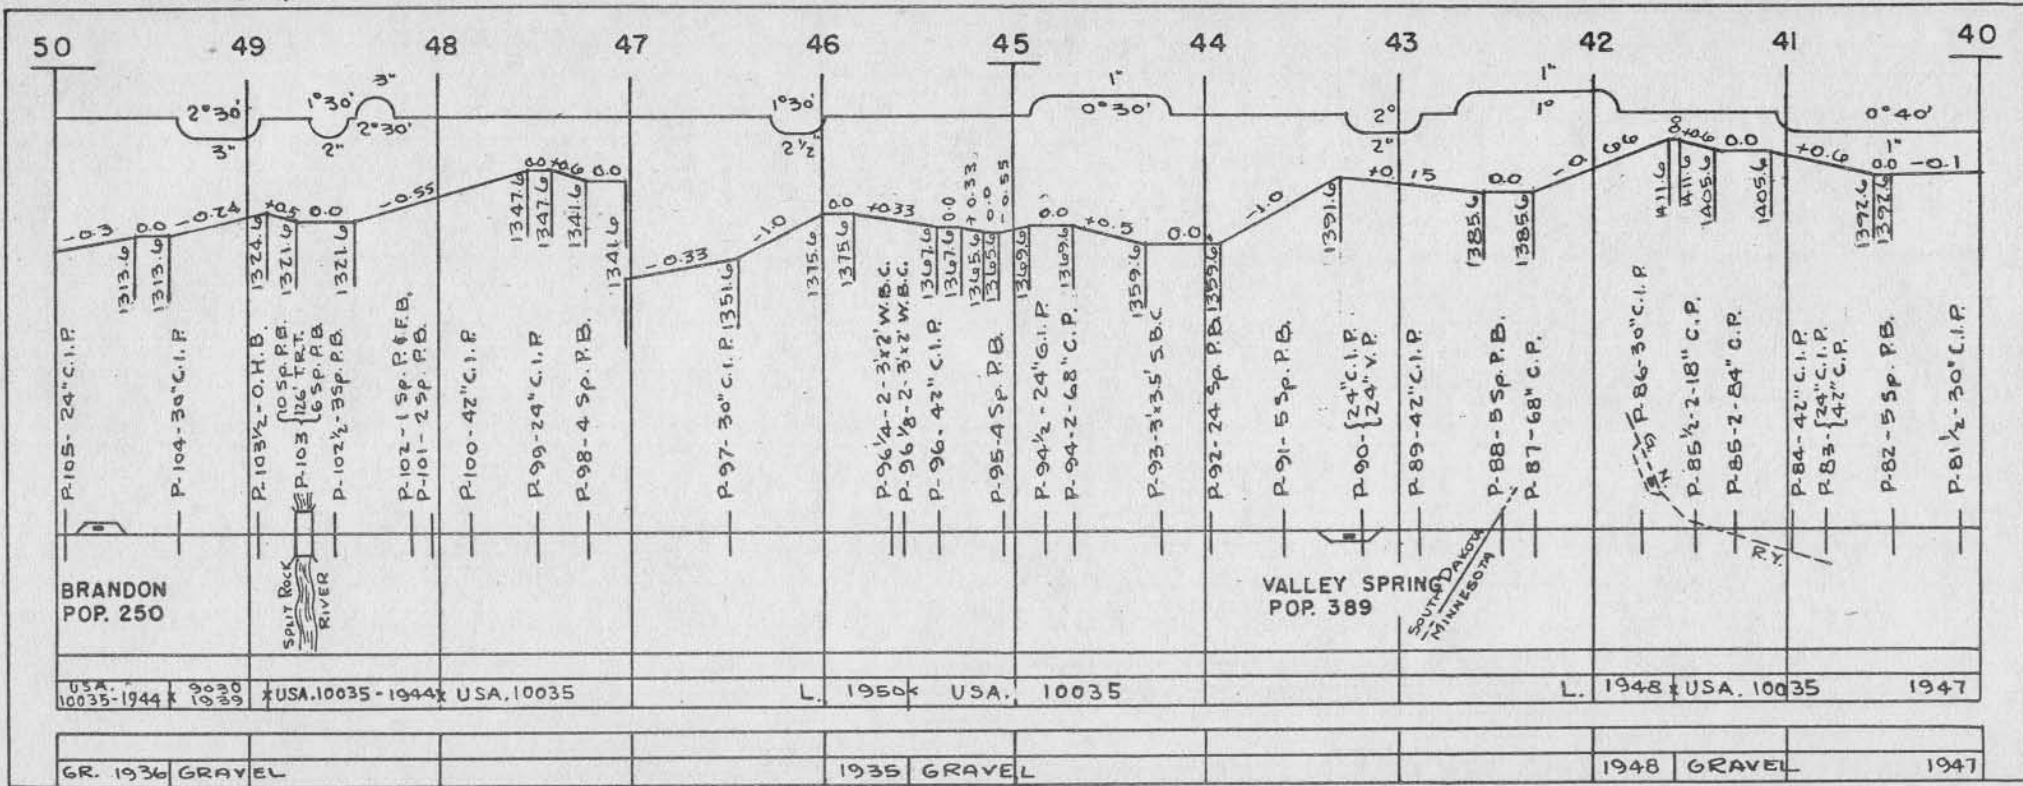 50 49 48 47 46 45 44 43 42 41 40
2°30' 3" 1°30' 2" 3" 2°30' 1°30' 2½" 1" 0°30' 2° 2" 1" 1° 0°40' 1"
-0.3 0.0 -0.24 +0.5 0.0 -0.55 0.0 +0.6 0.0 -0.33 -1.0 0.0 +0.33 0.0 +0.33 0.0 -0.55 0.0 +0.5 0.0 -1.0 +0.15 0.0 -0.66 +0.6 0.0 +0.6 0.0 -0.1
1313.6 1313.6 1324.6 1321.6 1321.6 1347.6 1347.6 1341.6 1341.6 1351.6 1375.6 1375.6 1367.6 1367.6 1365.6 1365.6 1369.6 1369.6 1359.6 1359.6 1391.6 1385.6 1385.6 1411.6 1411.6 1405.6 1405.6 1392.6 1392.6
P-105-24" C.I.P.
P-104-30" C.I.P.
P-103½-O.H.B.
P-103 {10 Sp. P.B.
126' T.R.T.
6 Sp. P.B.
P-102½-3 Sp. P.B.
P-102-1 Sp. P.&F.B.
P-101-2 Sp. P.B.
P-100-42" C.I.P.
P-99-24" C.I.P.
P-98-4 Sp. P.B.
P-97-30" C.I.P.
P-96¼-2-3'x2' W.B.C.
P-96⅛-2-3'x2' W.B.C.
P-96-42" C.I.P.
P-95-4 Sp. P.B.
P-94½-24" C.I.P.
P-94-2-68" C.P.
P-93-3'x3.5' S.B.C.
P-92-24 Sp. P.B.
P-91-5 Sp. P.B.
P-90-{24" C.I.P.
24" V.P.
P-89-42" C.I.P.
P-88-5 Sp. P.B.
P-87-68" C.P.
P-86-30" C.I.P.
P-85½-2-18" C.P.
P-85-2-84" C.P.
P-84-42" C.I.P.
P-83-{24" C.I.P.
42" C.P.
P-82-5 Sp. P.B.
P-81½-30" C.I.P.
R.Y.
BRANDON
POP. 250
SPLIT ROCK
RIVER
VALLEY SPRING
POP. 389
SOUTH DAKOTA
MINNESOTA
USA. 10035-1944 x 9030 1939 x USA. 10035-1944 x USA. 10035 L. 1950 x USA. 10035 L. 1948 x USA. 10035 1947
GR. 1936 GRAVEL 1935 GRAVEL 1948 GRAVEL 1947